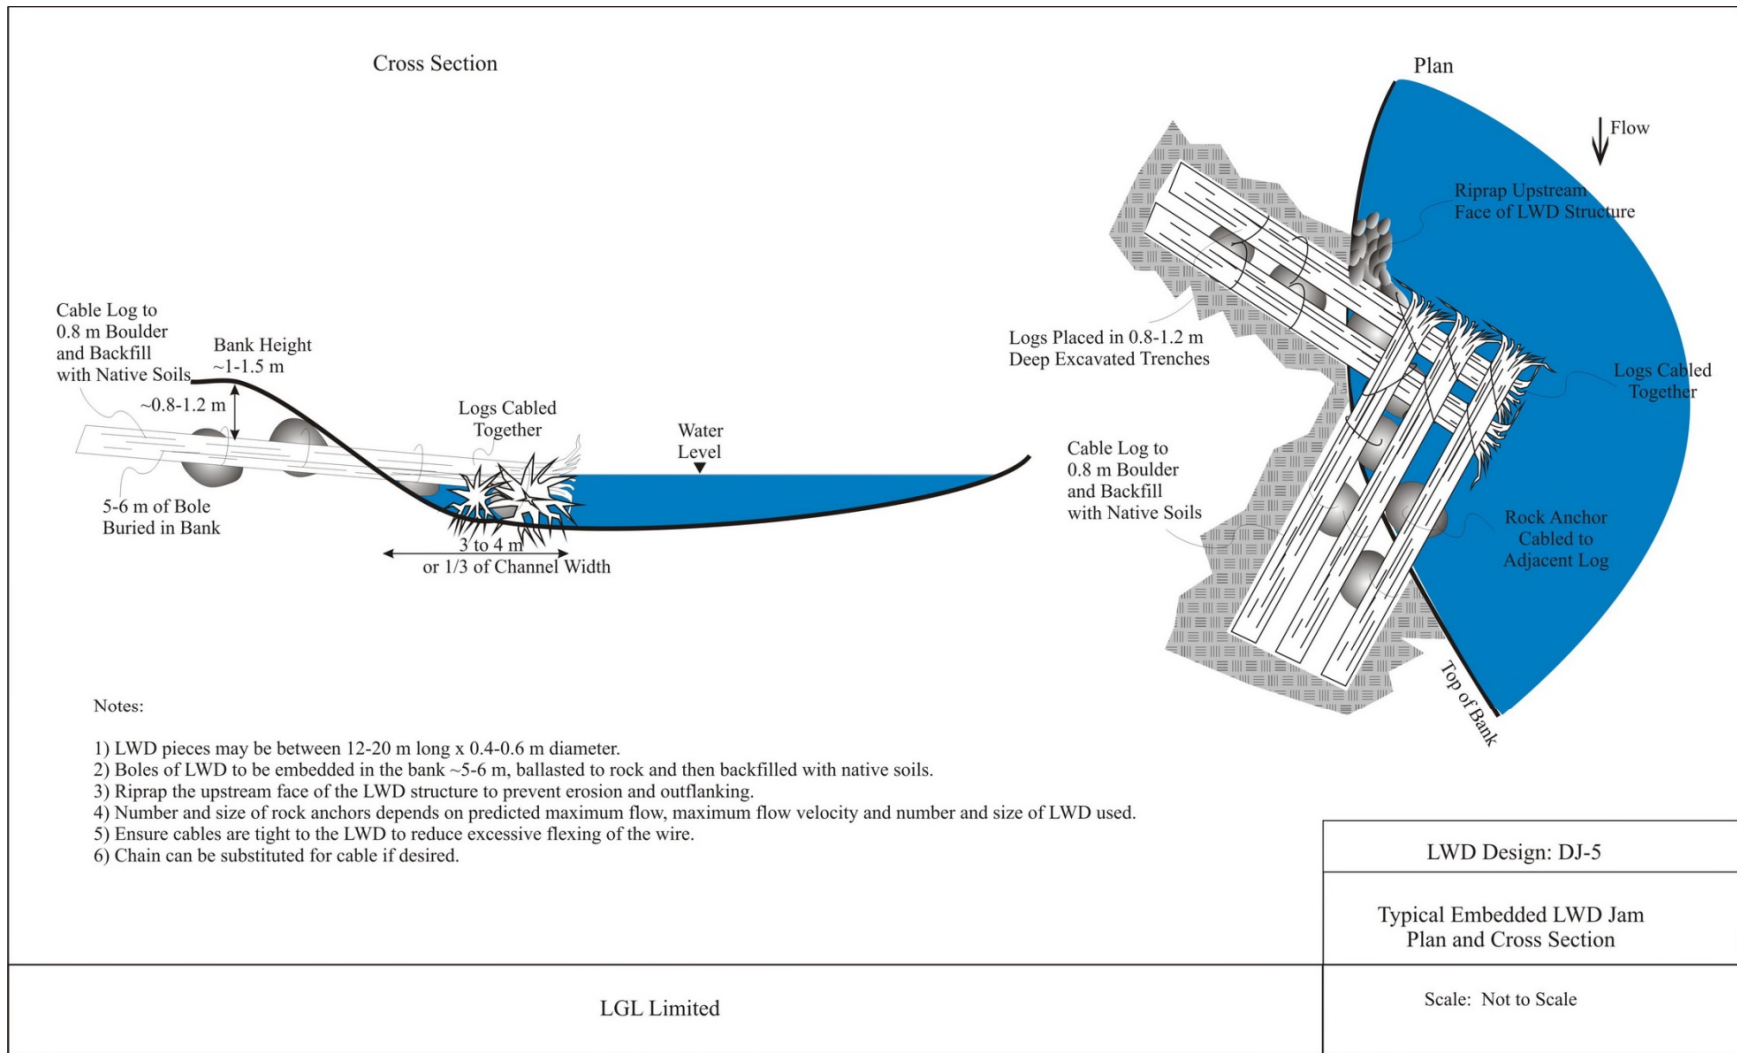 Cross Section
Cable Log to
0.8 m Boulder
and Backfill
with Native Soils
Bank Height
~1-1.5 m
~0.8-1.2 m
5-6 m of Bole
Buried in Bank
Logs Cabled
Together
Water
Level
3 to 4 m
or 1/3 of Channel Width
Plan
Flow
Riprap Upstream
Face of LWD Structure
Logs Placed in 0.8-1.2 m
Deep Excavated Trenches
Logs Cabled
Together
Cable Log to
0.8 m Boulder
and Backfill
with Native Soils
Rock Anchor
Cabled to
Adjacent Log
Top of Bank
Notes:
1) LWD pieces may be between 12-20 m long x 0.4-0.6 m diameter.
2) Boles of LWD to be embedded in the bank ~5-6 m, ballasted to rock and then backfilled with native soils.
3) Riprap the upstream face of the LWD structure to prevent erosion and outflanking.
4) Number and size of rock anchors depends on predicted maximum flow, maximum flow velocity and number and size of LWD used.
5) Ensure cables are tight to the LWD to reduce excessive flexing of the wire.
6) Chain can be substituted for cable if desired.
LWD Design: DJ-5
Typical Embedded LWD Jam
Plan and Cross Section
LGL Limited
Scale: Not to Scale